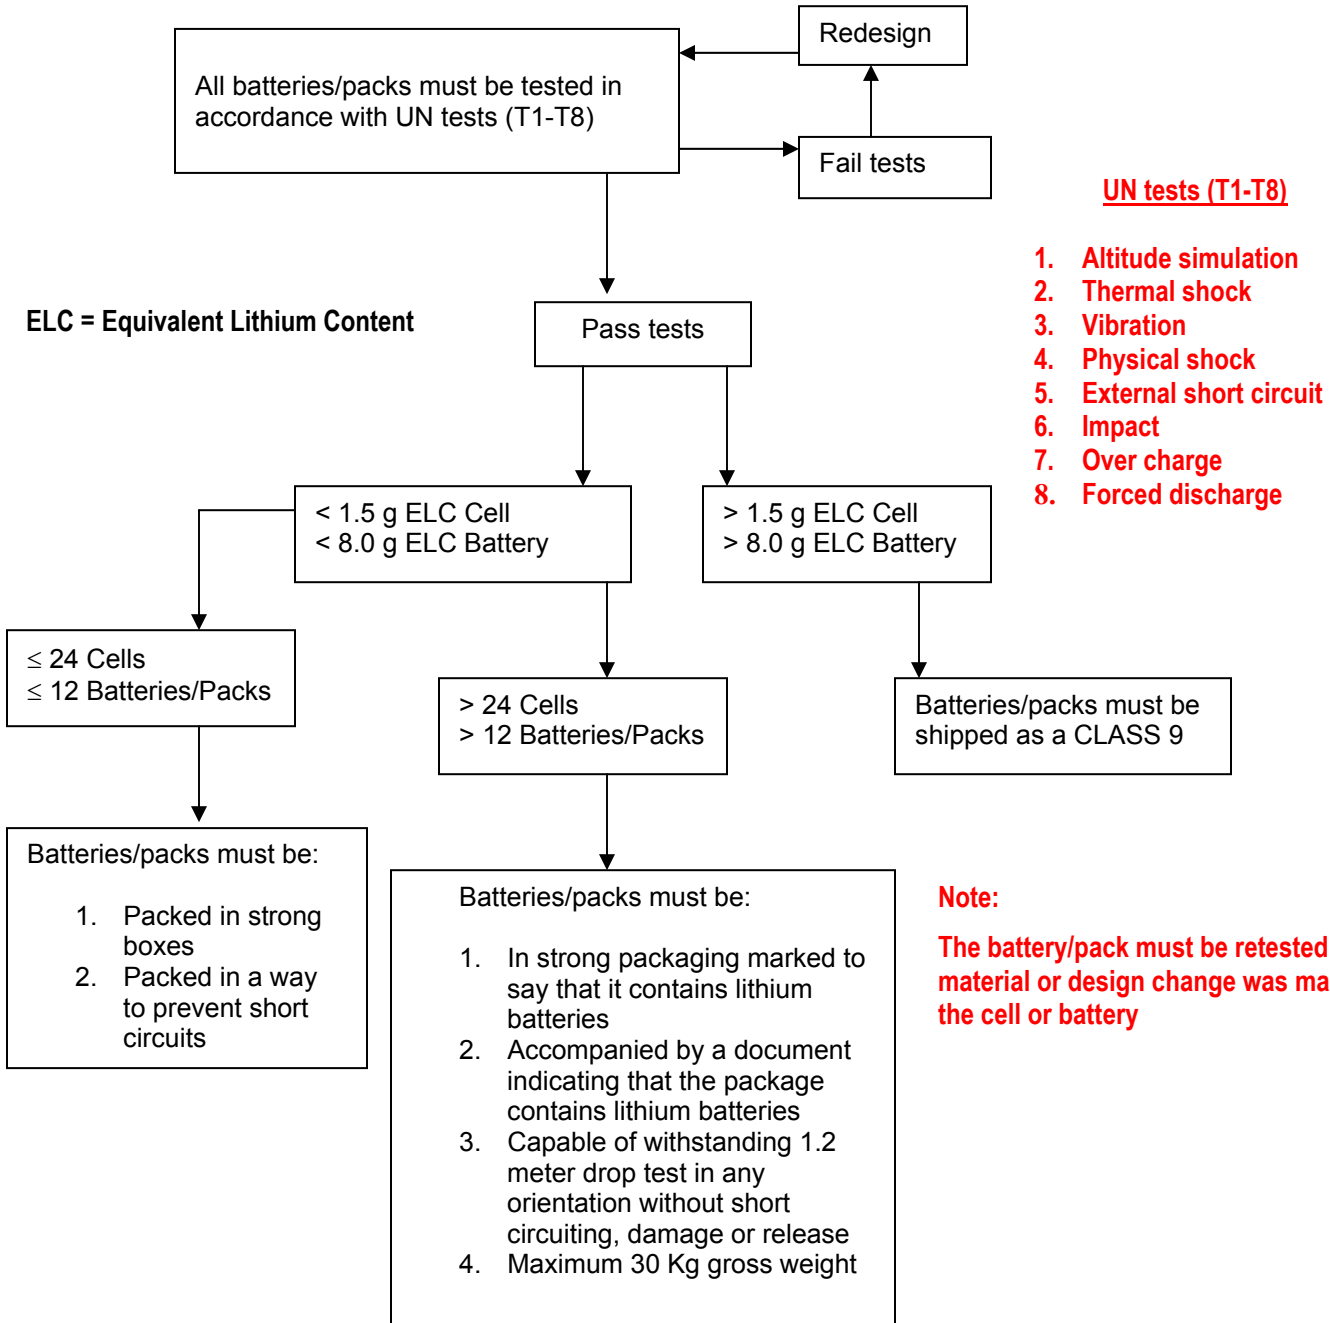 Redesign
All batteries/packs must be tested in
accordance with UN tests (T1-T8)
Fail tests
UN tests (T1-T8)
1. Altitude simulation
2. Thermal shock
3. Vibration
4. Physical shock
5. External short circuit
6. Impact
7. Over charge
8. Forced discharge
ELC = Equivalent Lithium Content
Pass tests
< 1.5 g ELC Cell
< 8.0 g ELC Battery
> 1.5 g ELC Cell
> 8.0 g ELC Battery
≤ 24 Cells
≤ 12 Batteries/Packs
> 24 Cells
> 12 Batteries/Packs
Batteries/packs must be
shipped as a CLASS 9
Batteries/packs must be:
1. Packed in strong
boxes
2. Packed in a way
to prevent short
circuits
Batteries/packs must be:
1. In strong packaging marked to
say that it contains lithium
batteries
2. Accompanied by a document
indicating that the package
contains lithium batteries
3. Capable of withstanding 1.2
meter drop test in any
orientation without short
circuiting, damage or release
4. Maximum 30 Kg gross weight
Note:
The battery/pack must be retested
material or design change was ma
the cell or battery